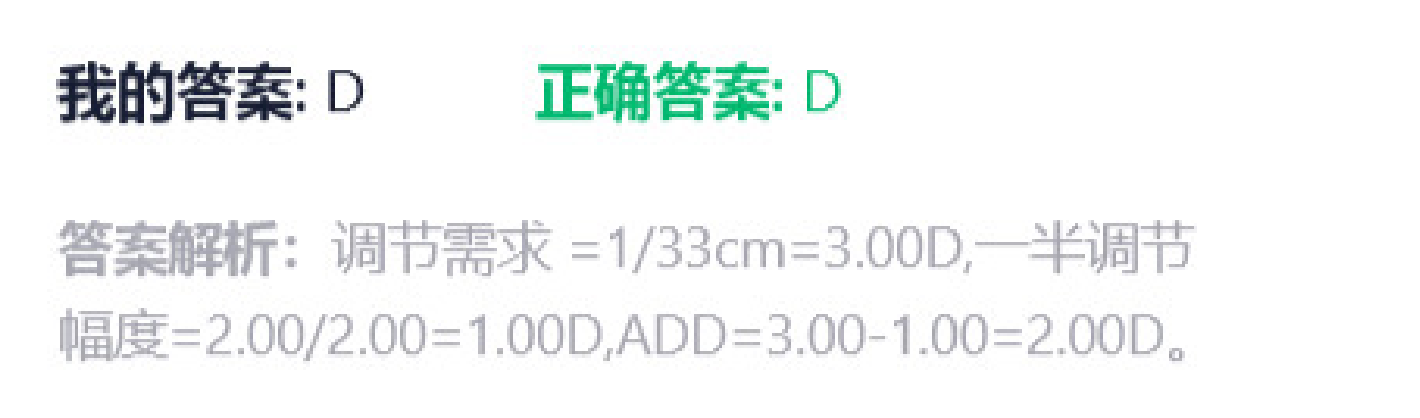 我的答案: D 正确答案: D
答案解析：调节需求 =1/33cm=3.00D,一半调节
幅度=2.00/2.00=1.00D,ADD=3.00-1.00=2.00D。